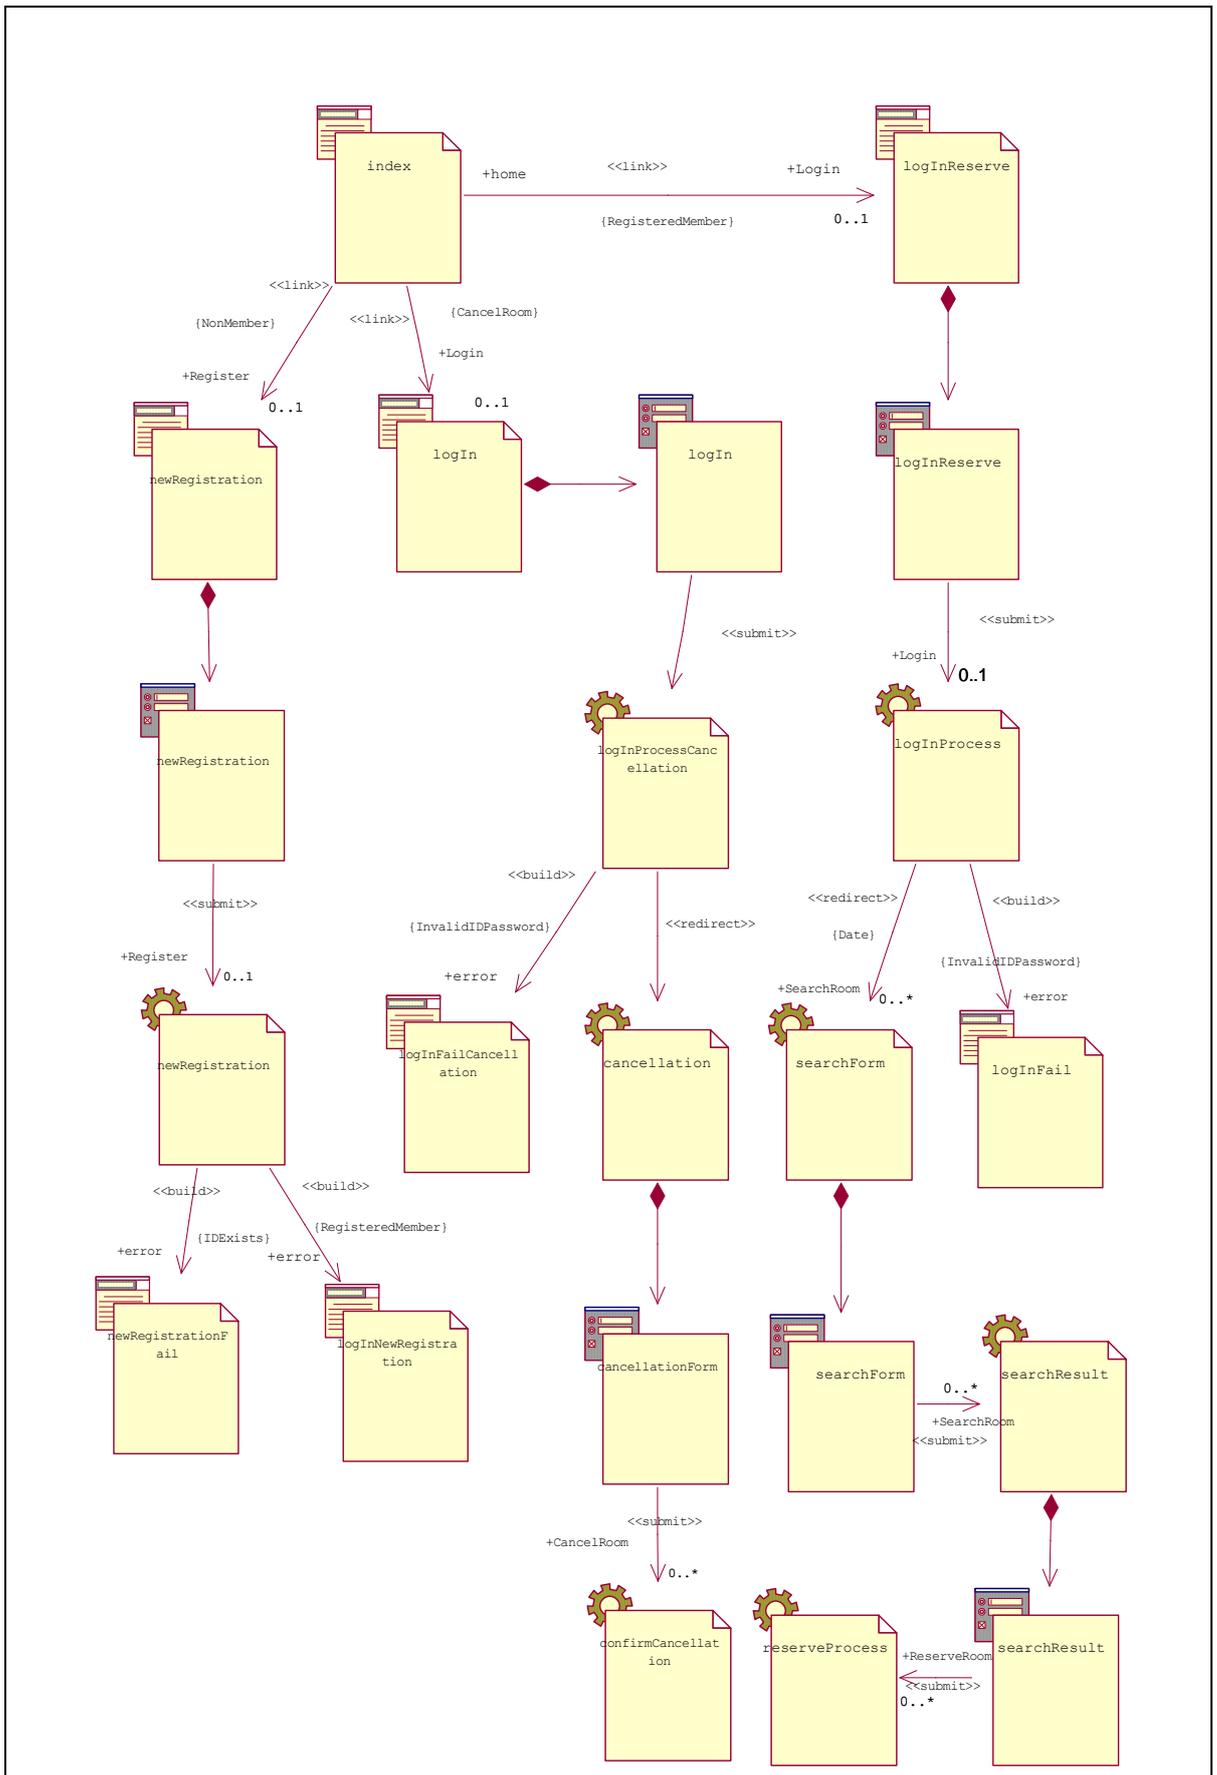 index
+home
<<link>>
+Login
logInReserve
{RegisteredMember}
0..1
<<link>>
{NonMember}
<<link>>
{CancelRoom}
+Login
+Register
0..1
0..1
newRegistration
logIn
logIn
logInReserve
<<submit>>
<<submit>>
+Login
0..1
newRegistration
logInProcessCanc
ellation
logInProcess
<<submit>>
<<build>>
{InvalidIDPassword}
<<redirect>>
<<redirect>>
<<build>>
{Date}
{InvalidIDPassword}
+Register
0..1
+error
+SearchRoom
0..*
+error
newRegistration
logInFailCancell
ation
cancellation
searchForm
logInFail
<<build>>
<<build>>
{IDExists}
{RegisteredMember}
+error
+error
newRegistrationF
ail
logInNewRegistra
tion
cancellationForm
searchForm
0..*
searchResult
+SearchRoom
<<submit>>
<<submit>>
+CancelRoom
0..*
confirmCancellat
ion
reserveProcess
+ReserveRoom
searchResult
<<submit>>
0..*